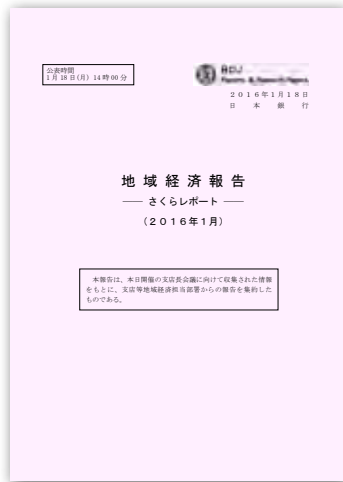 公表時間
1月18日(月) 14時00分
BOJ
2016年1月18日
日本銀行
地域経済報告
―― さくらレポート ――
(2016年1月)
本報告は、本日開催の支店長会議に向けて収集された情報
をもとに、支店等地域経済担当部署からの報告を集約した
ものである。